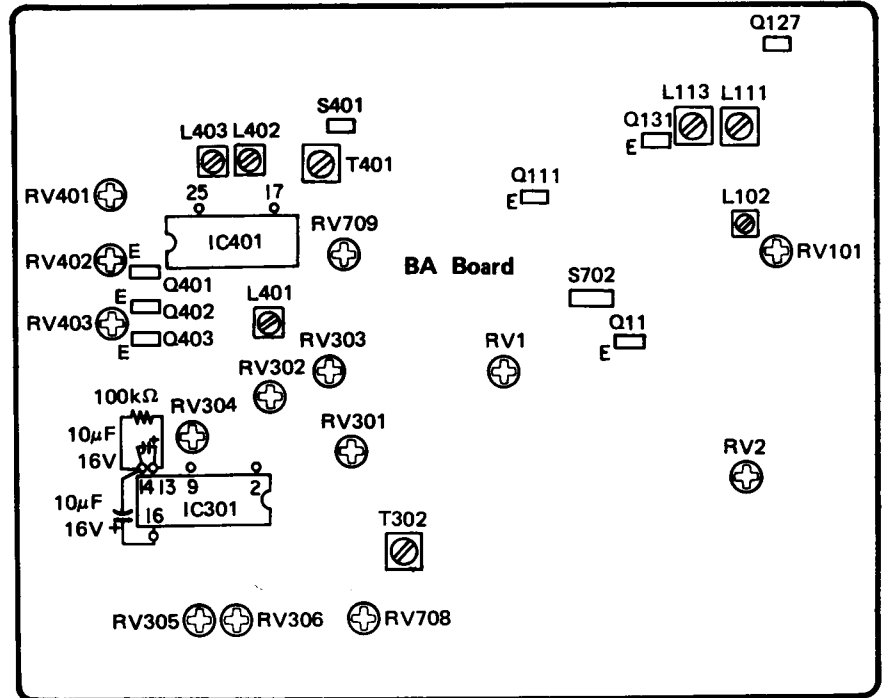 Q127
S401
L113 L111
L403 L402
Q131
E
T401
RV401
25 17
Q111
E
L102
IC401
RV709
RV101
BA Board
RV402
E
Q401
S702
E
Q402
L401
RV403
Q403
E
Q11
E
RV303
RV1
RV302
100kΩ
RV304
10μF
16V
+
RV301
RV2
14 13 9 2
10μF
16V
+
16
IC301
T302
RV305
RV306
RV708